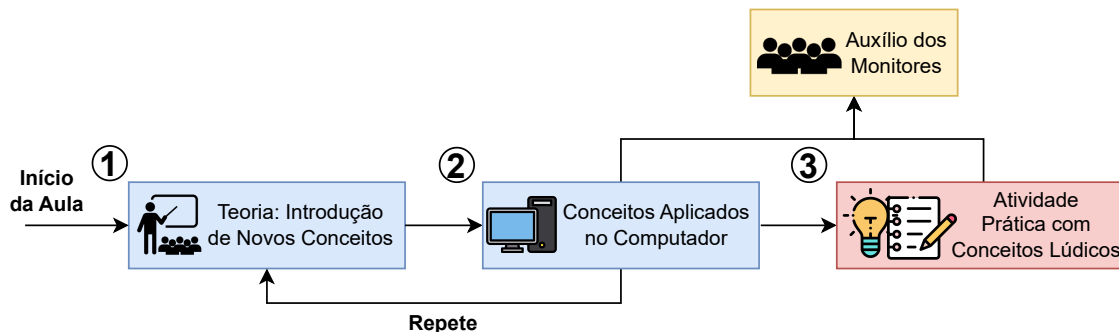 Auxílio dos
Monitores
1
2
3
Início
da Aula
Teoria: Introdução
de Novos Conceitos
Conceitos Aplicados
no Computador
Atividade
Prática com
Conceitos Lúdicos
Repete